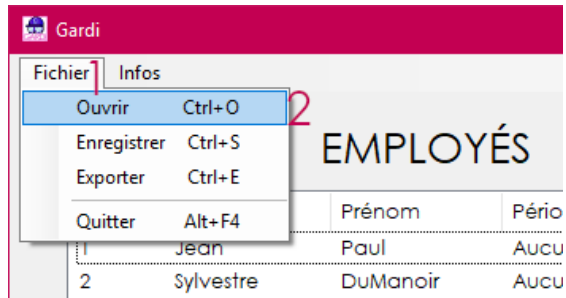 Gardi
Fichier 1 Infos
Ouvrir Ctrl+O 2
Enregistrer Ctrl+S
Exporter Ctrl+E
Quitter Alt+F4
EMPLOYÉS
Prénom Pério
1 Jean Paul Aucu
2 Sylvestre DuManoir Aucu